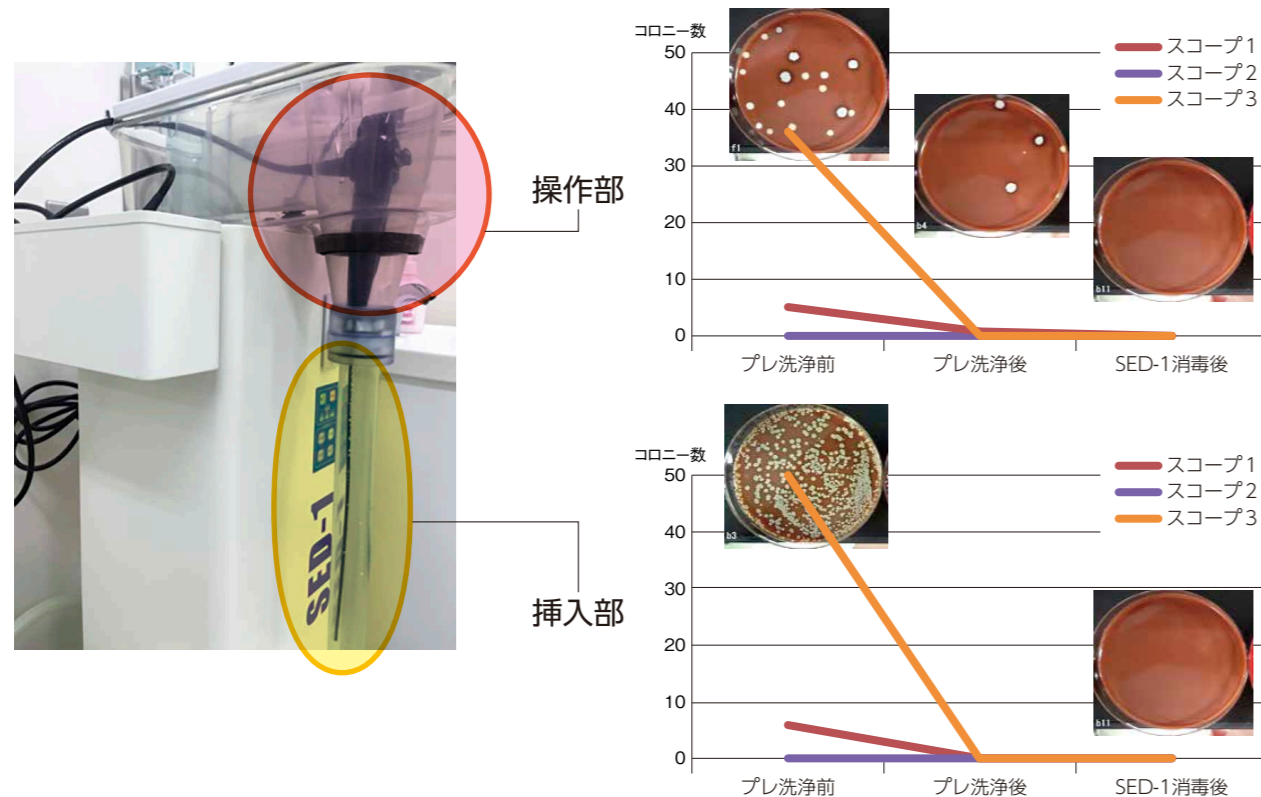 操作部
挿入部
SED-1
コロニー数
50
40
30
20
10
0
f1
b4
b11
スコープ1
スコープ2
スコープ3
プレ洗浄前
プレ洗浄後
SED-1消毒後
コロニー数
50
40
30
20
10
0
b3
b11
スコープ1
スコープ2
スコープ3
プレ洗浄前
プレ洗浄後
SED-1消毒後